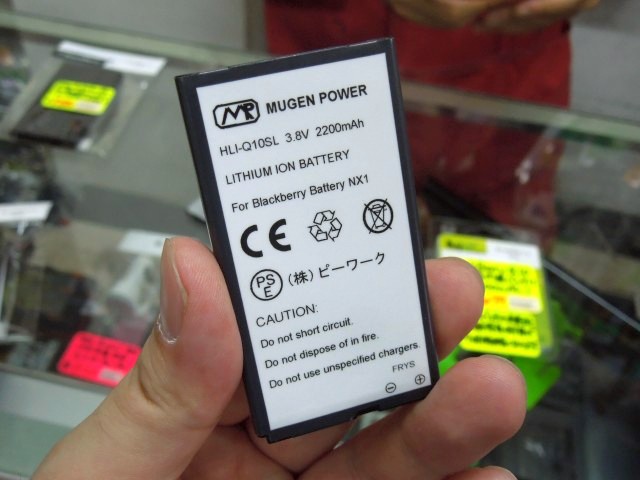 MP MUGEN POWER
HLI-Q10SL 3.8V 2200mAh
LITHIUM ION BATTERY
For Blackberry Battery NX1
CE
PS
E
(株)ピーワーク
CAUTION:
Do not short circuit.
Do not dispose of in fire.
Do not use unspecified chargers.
FRYS
⊖ ⊕